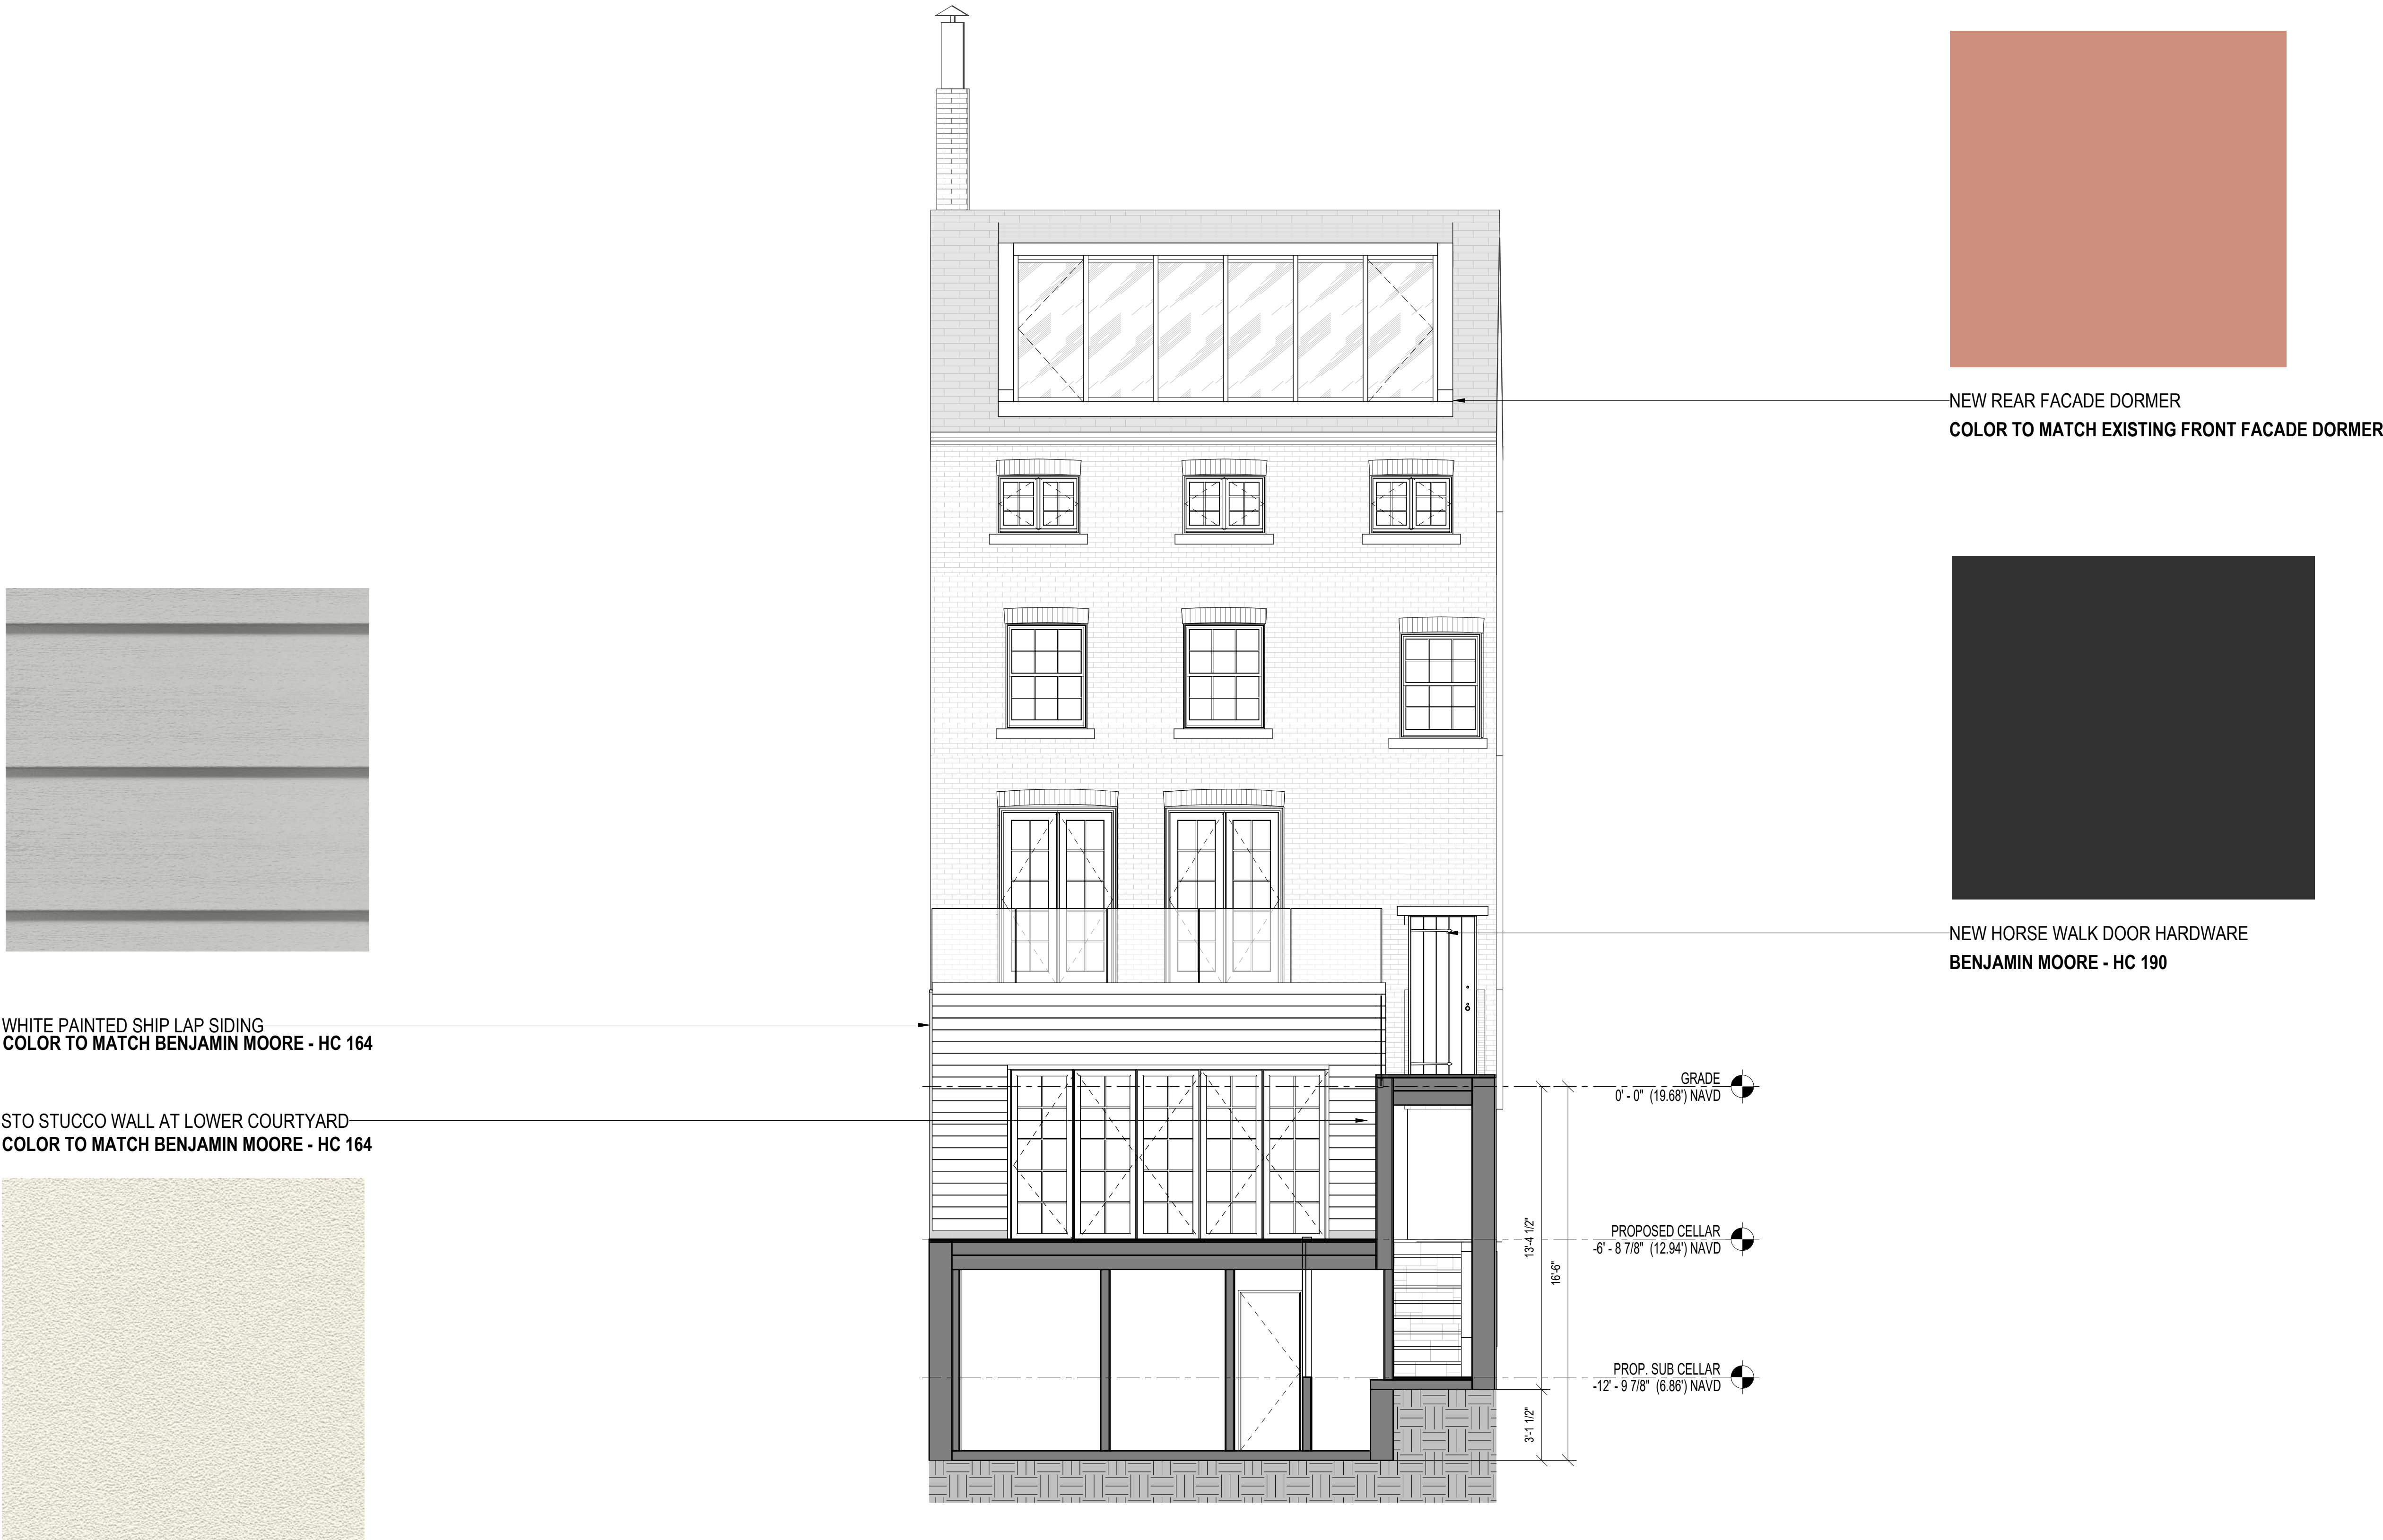 NEW REAR FACADE DORMER
COLOR TO MATCH EXISTING FRONT FACADE DORMER
NEW HORSE WALK DOOR HARDWARE
BENJAMIN MOORE - HC 190
WHITE PAINTED SHIP LAP SIDING
COLOR TO MATCH BENJAMIN MOORE - HC 164
STO STUCCO WALL AT LOWER COURTYARD
COLOR TO MATCH BENJAMIN MOORE - HC 164
GRADE
0' - 0" (19.68') NAVD
PROPOSED CELLAR
-6' - 8 7/8" (12.94') NAVD
PROP. SUB CELLAR
-12' - 9 7/8" (6.86') NAVD
13'-4 1/2"
16'-6"
3'-1 1/2"